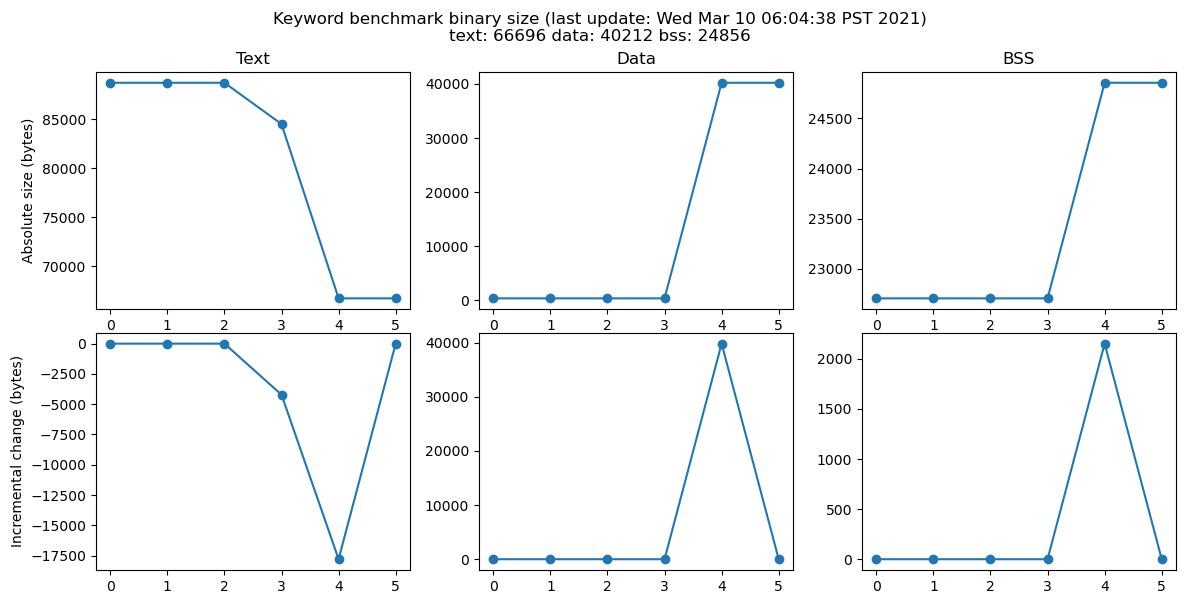 Keyword benchmark binary size (last update: Wed Mar 10 06:04:38 PST 2021)
text: 66696 data: 40212 bss: 24856
Text
Data
BSS
Absolute size (bytes)
85000
80000
75000
70000
0 1 2 3 4 5
40000
30000
20000
10000
0
0 1 2 3 4 5
24500
24000
23500
23000
0 1 2 3 4 5
Incremental change (bytes)
0
−2500
−5000
−7500
−10000
−12500
−15000
−17500
0 1 2 3 4 5
40000
30000
20000
10000
0
0 1 2 3 4 5
2000
1500
1000
500
0
0 1 2 3 4 5